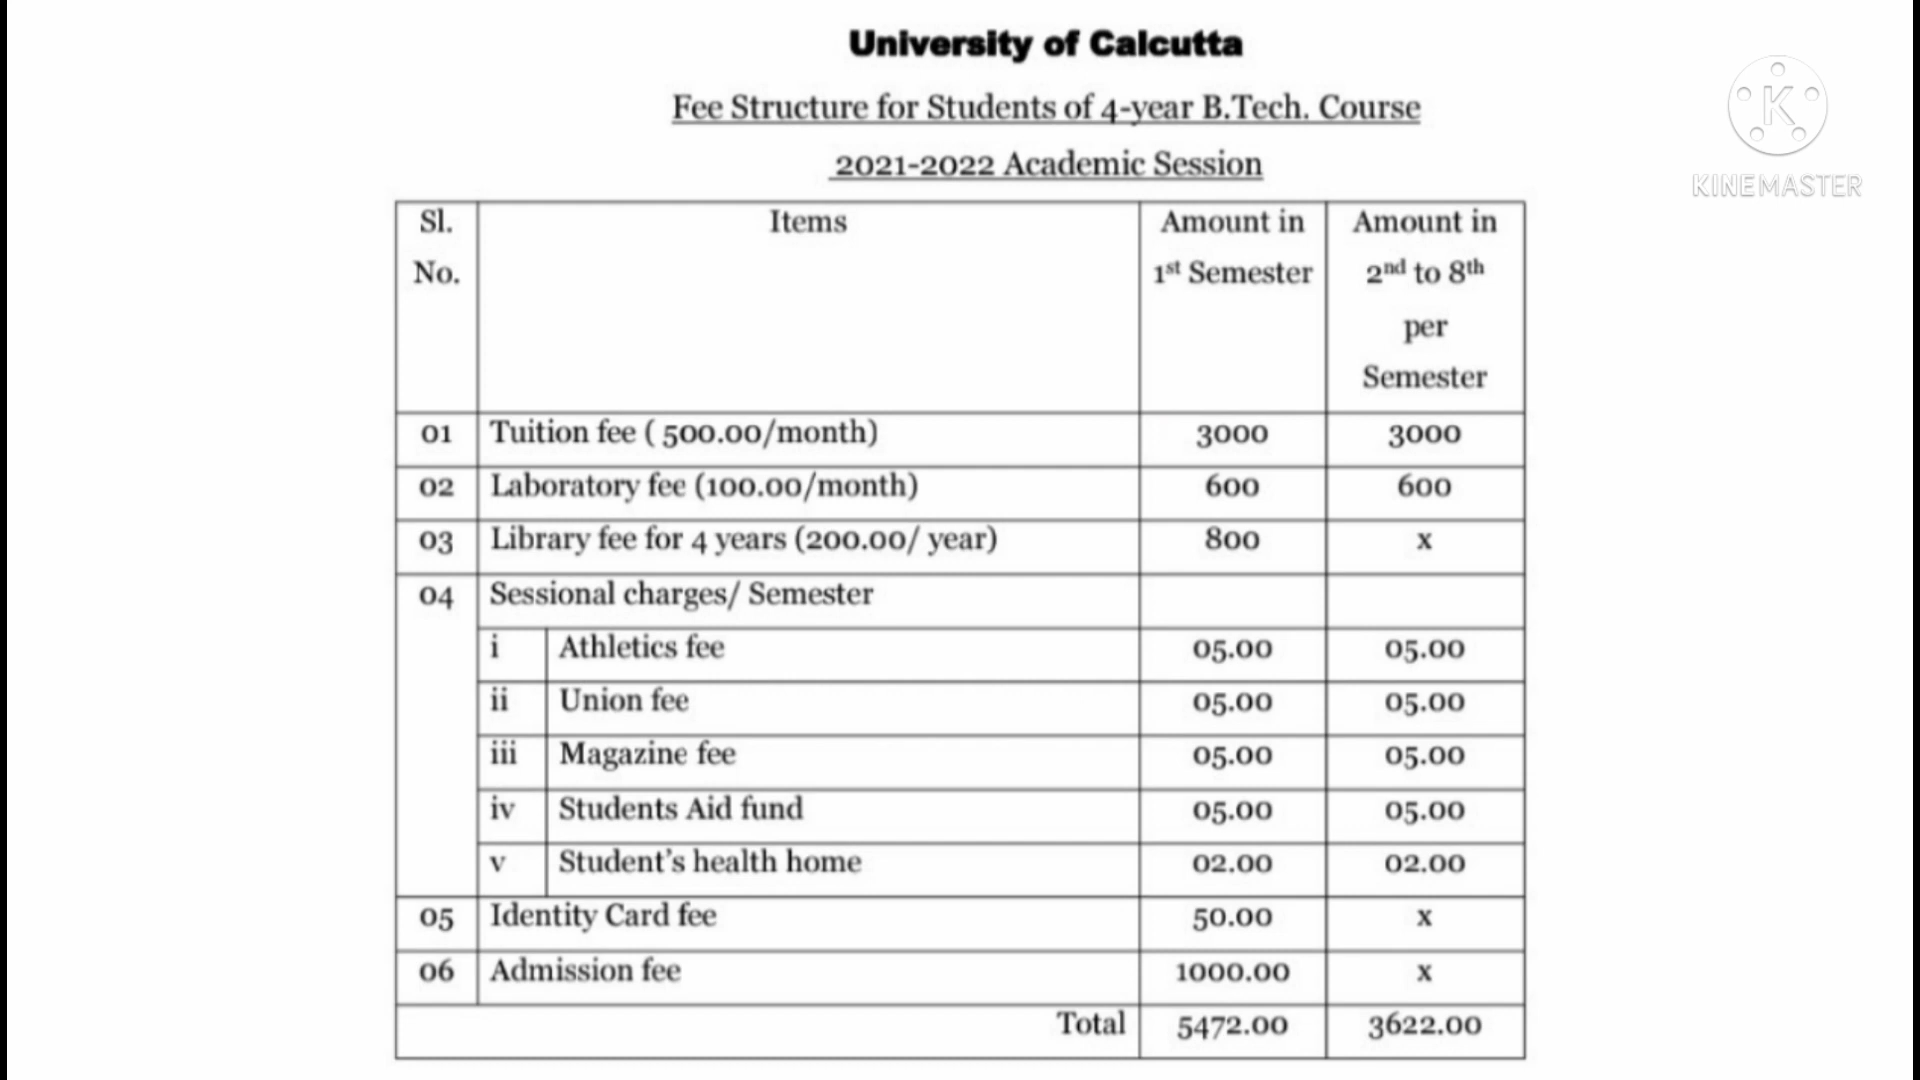 University of Calcutta
Fee Structure for Students of 4-year B.Tech. Course
2021-2022 Academic Session
K
KINEMASTER
Sl. No. Items Amount in 1st Semester Amount in 2nd to 8th per Semester
01 Tuition fee ( 500.00/month) 3000 3000
02 Laboratory fee (100.00/month) 600 600
03 Library fee for 4 years (200.00/ year) 800 x
04 Sessional charges/ Semester
i Athletics fee 05.00 05.00
ii Union fee 05.00 05.00
iii Magazine fee 05.00 05.00
iv Students Aid fund 05.00 05.00
v Student’s health home 02.00 02.00
05 Identity Card fee 50.00 x
06 Admission fee 1000.00 x
Total 5472.00 3622.00